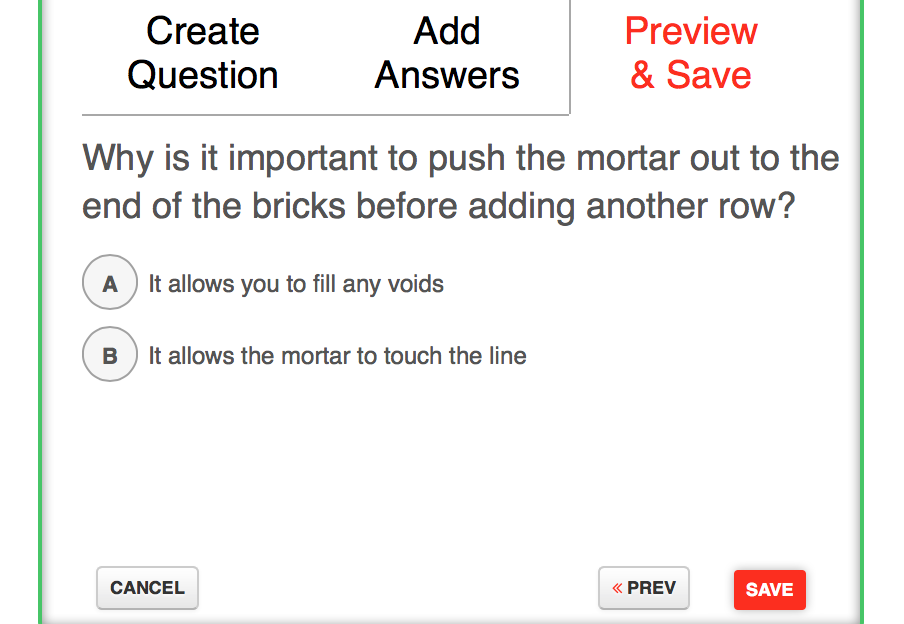 Create
Question
Add
Answers
Preview
& Save
Why is it important to push the mortar out to the
end of the bricks before adding another row?
A It allows you to fill any voids
B It allows the mortar to touch the line
CANCEL
« PREV
SAVE